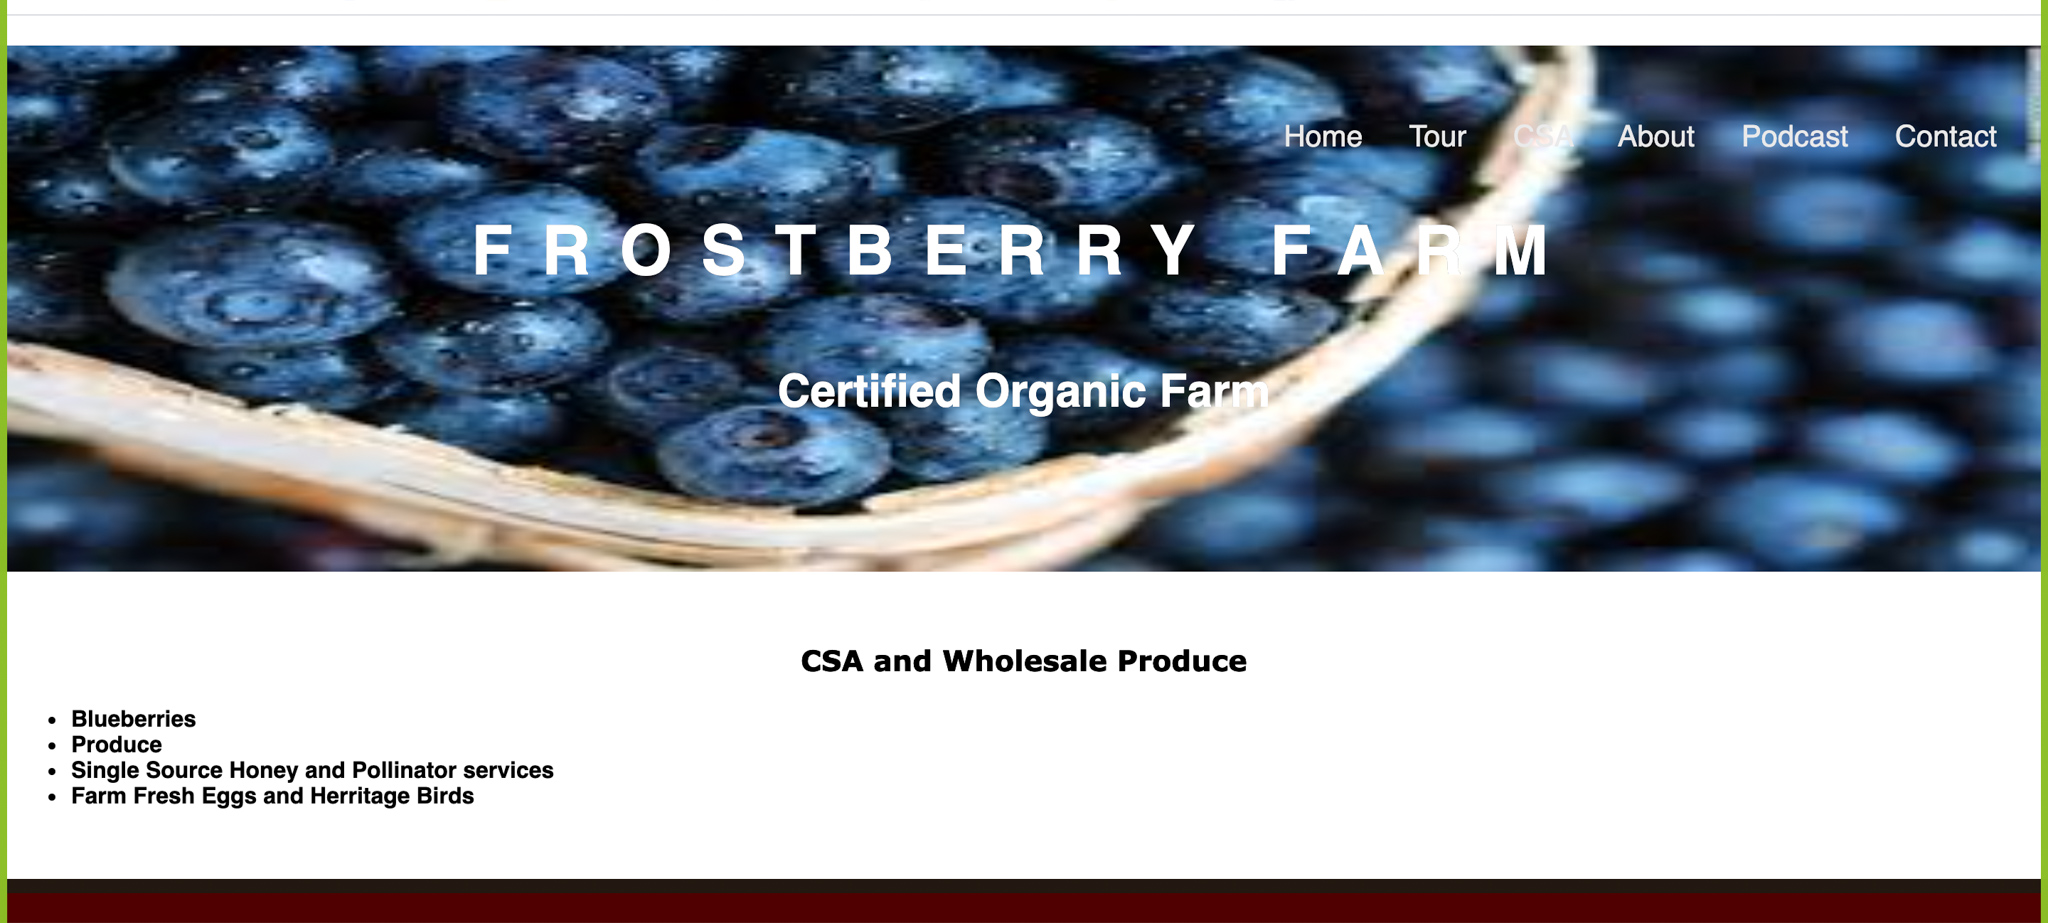 Home Tour CSA About Podcast Contact
FROSTBERRY FARM
Certified Organic Farm
CSA and Wholesale Produce
• Blueberries
• Produce
• Single Source Honey and Pollinator services
• Farm Fresh Eggs and Herritage Birds